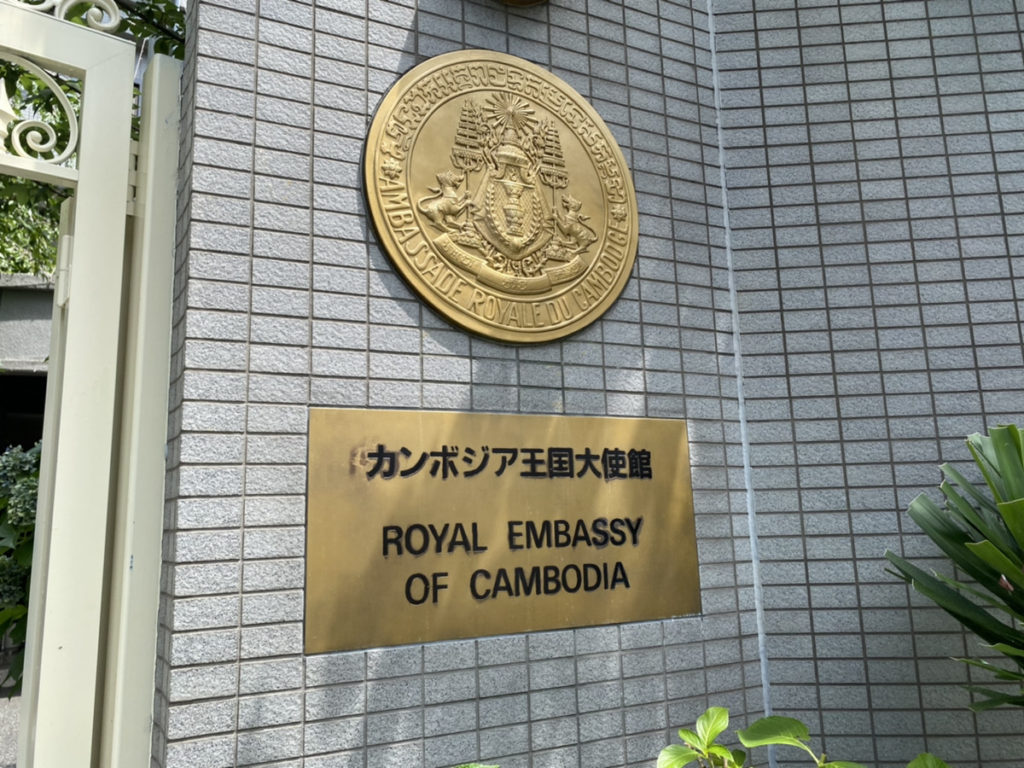 AMBASSADE ROYALE DU CAMBODGE
カンボジア王国大使館
ROYAL EMBASSY
OF CAMBODIA